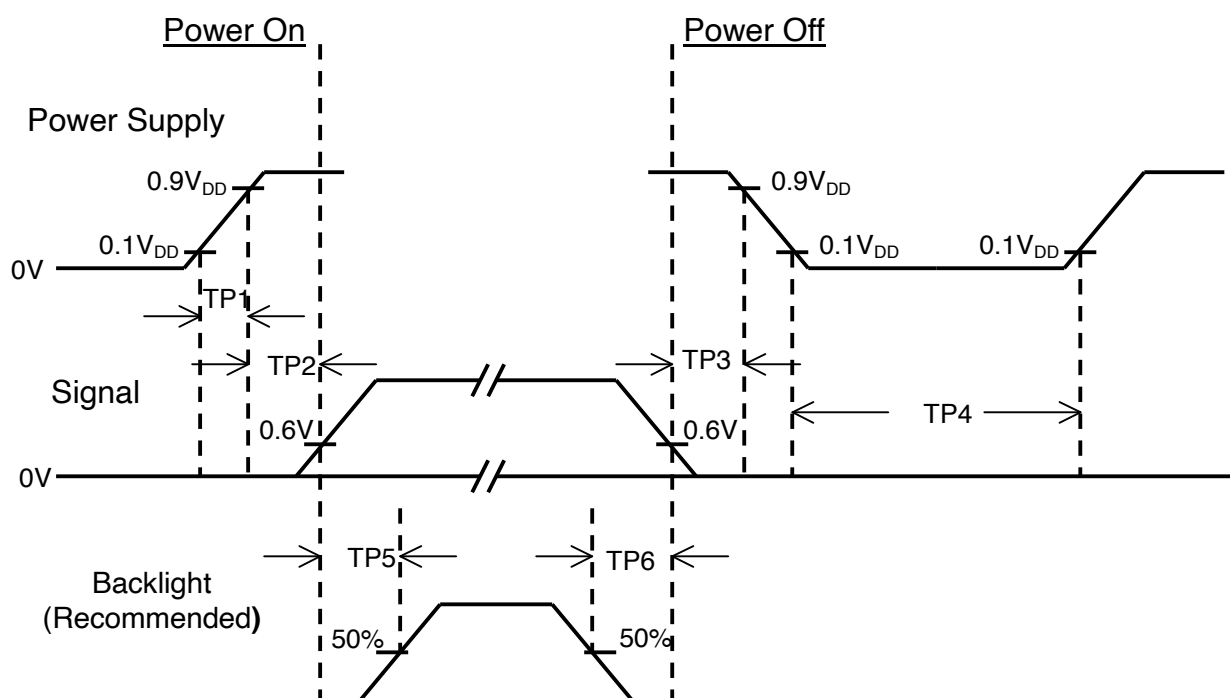 Power On
Power Off
Power Supply
0.9VDD
0.9VDD
0.1VDD
0.1VDD
0.1VDD
0V
TP1
TP2
TP3
Signal
TP4
0.6V
0.6V
0V
TP5
TP6
Backlight
(Recommended)
50%
50%